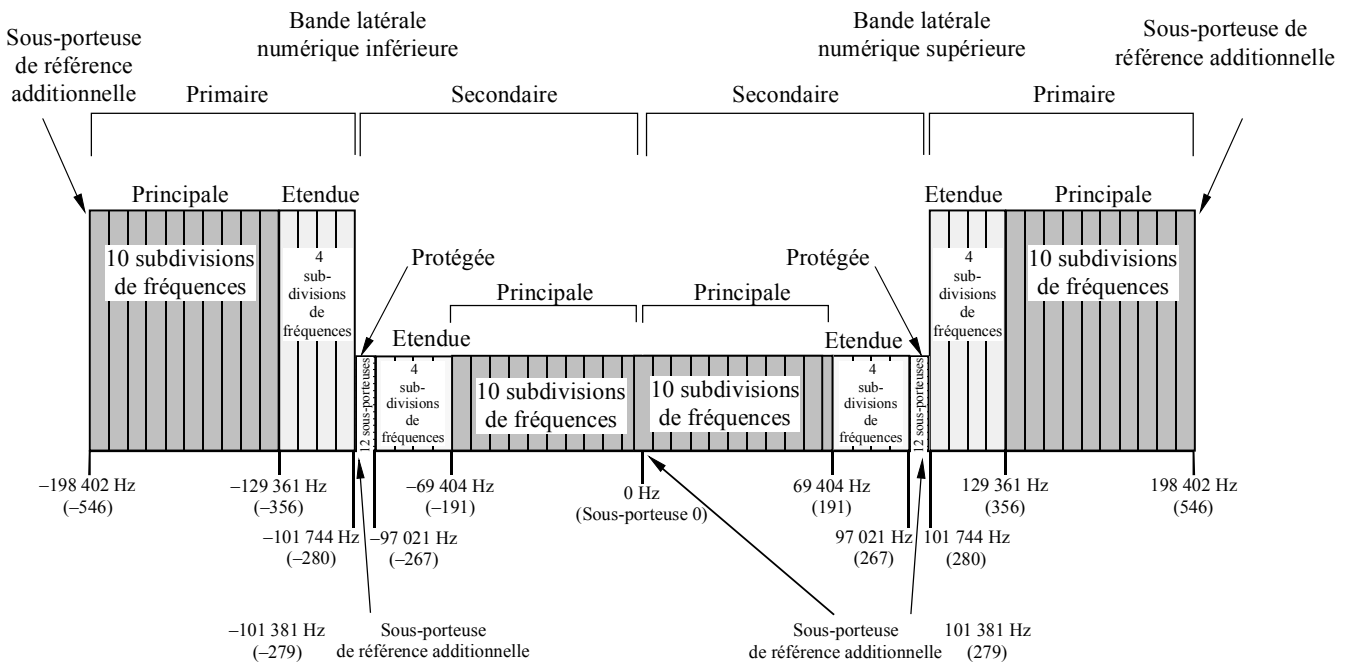 Sous-porteuse
de référence
additionnelle
Bande latérale
numérique inférieure
Bande latérale
numérique supérieure
Sous-porteuse de
référence additionnelle
Primaire
Secondaire
Secondaire
Primaire
Principale
Etendue
Etendue
Principale
10 subdivisions
de fréquences
4
sub-
divisions
de
fréquences
Protégée
Protégée
4
sub-
divisions
de
fréquences
10 subdivisions
de fréquences
Principale
Principale
Etendue
Etendue
12 sous-porteuses
4
sub-
divisions
de
fréquences
10 subdivisions
de fréquences
10 subdivisions
de fréquences
4
sub-
divisions
de
fréquences
12 sous-porteuses
–198 402 Hz
(–546)
–129 361 Hz
(–356)
–69 404 Hz
(–191)
0 Hz
(Sous-porteuse 0)
69 404 Hz
(191)
129 361 Hz
(356)
198 402 Hz
(546)
–101 744 Hz
(–280)
–97 021 Hz
(–267)
97 021 Hz
(267)
101 744 Hz
(280)
–101 381 Hz
(–279)
Sous-porteuse
de référence additionnelle
Sous-porteuse
de référence additionnelle
101 381 Hz
(279)